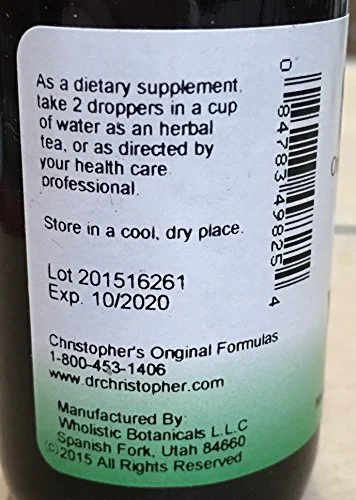 As a dietary supplement,
take 2 droppers in a cup
of water as an herbal
tea, or as directed by
your health care
professional.
Store in a cool, dry place.
Lot 201516261
Exp. 10/2020
Christopher's Original Formulas
1-800-453-1406
www.drchristopher.com
Manufactured By:
Wholistic Botanicals L.L.C
Spanish Fork, Utah 84660
©2015 All Rights Reserved
0 84783 49825 4